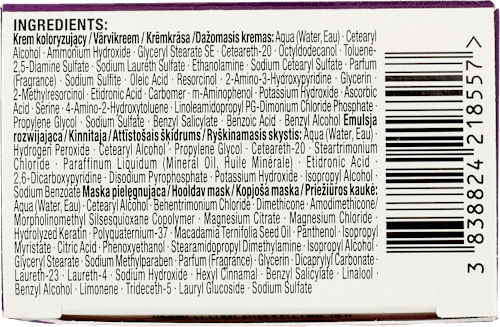 INGREDIENTS:
Krem koloryzujący / Värvikreem / Krēmkrāsa / Dažomasis kremas: Aqua (Water, Eau) · Cetearyl
Alcohol · Ammonium Hydroxide · Glyceryl Stearate SE · Ceteareth-20 · Octyldodecanol · Toluene-
2,5-Diamine Sulfate · Sodium Laureth Sulfate · Ethanolamine · Sodium Cetearyl Sulfate · Parfum
(Fragrance) · Sodium Sulfite · Oleic Acid · Resorcinol · 2-Amino-3-Hydroxypyridine · Glycerin ·
2-Methylresorcinol · Etidronic Acid · Carbomer · m-Aminophenol · Potassium Hydroxide · Ascorbic
Acid · Serine · 4-Amino-2-Hydroxytoluene · Linoleamidopropyl PG-Dimonium Chloride Phosphate ·
Propylene Glycol · Sodium Sulfate · Benzyl Salicylate · Benzoic Acid · Benzyl Alcohol Emulsja
rozwijająca / Kinnitaja / Attīstošais šķidrums / Ryškinamasis skystis: Aqua (Water, Eau) ·
Hydrogen Peroxide · Cetearyl Alcohol · Propylene Glycol · Ceteareth-20 · Steartrimonium
Chloride · Paraffinum Liquidum (Mineral Oil, Huile Minérale) · Etidronic Acid ·
2,6-Dicarboxypyridine · Disodium Pyrophosphate · Potassium Hydroxide · Isopropyl Alcohol ·
Sodium Benzoate Maska pielęgnująca / Hooldav mask / Kopjoša maska / Priežiūros kaukė:
Aqua (Water, Eau) · Cetearyl Alcohol · Behentrimonium Chloride · Dimethicone · Amodimethicone/
Morpholinomethyl Silsesquioxane Copolymer · Magnesium Citrate · Magnesium Chloride ·
Hydrolyzed Keratin · Polyquaternium-37 · Macadamia Ternifolia Seed Oil · Panthenol · Isopropyl
Myristate · Citric Acid · Phenoxyethanol · Stearamidopropyl Dimethylamine · Isopropyl Alcohol ·
Glyceryl Stearate · Sodium Methylparaben · Parfum (Fragrance) · Glycerin · Dicaprylyl Carbonate ·
Laureth-23 · Laureth-4 · Sodium Hydroxide · Hexyl Cinnamal · Benzyl Salicylate · Linalool ·
Benzyl Alcohol · Limonene · Trideceth-5 · Lauryl Glucoside · Sodium Sulfate
3 838824 218557 >